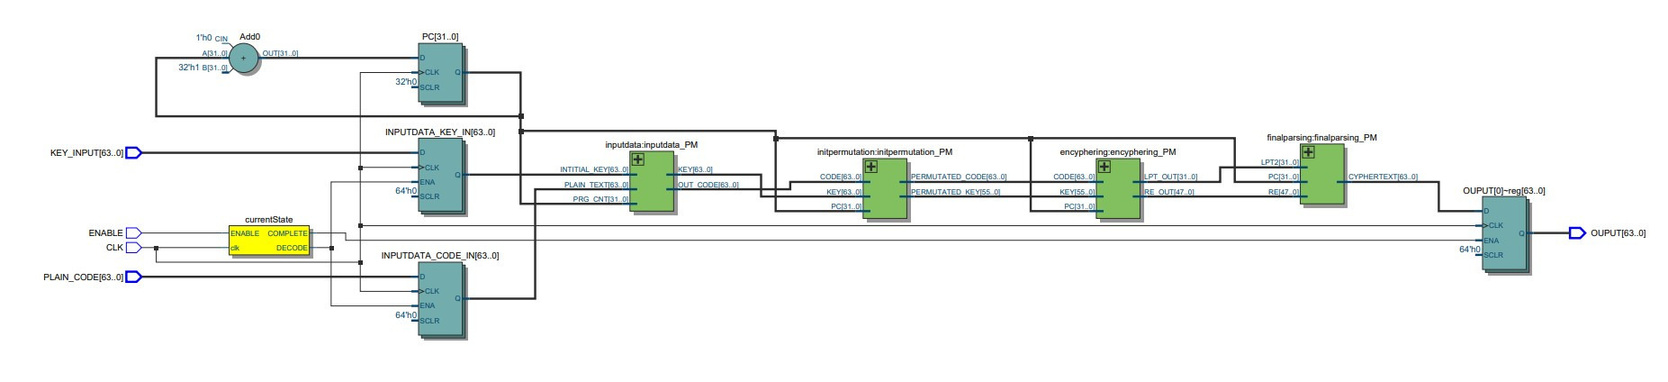 1'h0 CIN
Add0
A[31..0]
OUT[31..0]
+
32'h1 B[31..0]
PC[31..0]
D
CLK
Q
32'h0
SCLR
KEY_INPUT[63..0]
INPUTDATA_KEY_IN[63..0]
D
CLK
Q
ENA
64'h0
SCLR
ENABLE
CLK
currentState
ENABLE
COMPLETE
clk
DECODE
PLAIN_CODE[63..0]
INPUTDATA_CODE_IN[63..0]
D
CLK
Q
ENA
64'h0
SCLR
inputdata:inputdata_PM
INTITIAL_KEY[63..0]
KEY[63..0]
PLAIN_TEXT[63..0]
OUT_CODE[63..0]
PRG_CNT[31..0]
initpermutation:initpermutation_PM
CODE[63..0]
PERMUTATED_CODE[63..0]
KEY[63..0]
PERMUTATED_KEY[55..0]
PC[31..0]
encyphering:encyphering_PM
CODE[63..0]
LPT_OUT[31..0]
KEY[55..0]
RE_OUT[47..0]
PC[31..0]
finalparsing:finalparsing_PM
LPT2[31..0]
PC[31..0]
CYPHERTEXT[63..0]
RE[47..0]
OUPUT[0]~reg[63..0]
D
CLK
Q
ENA
64'h0
SCLR
OUPUT[63..0]